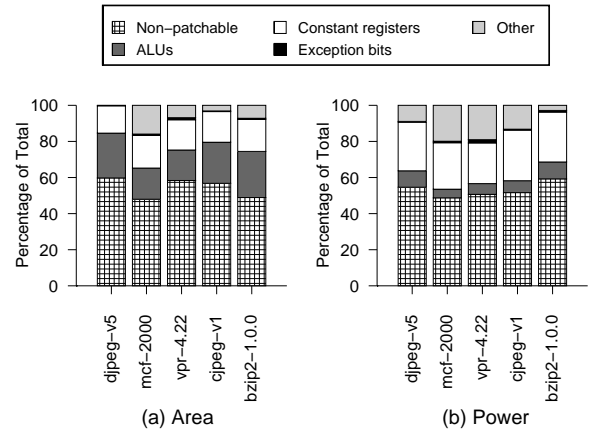 Non−patchable
Constant registers
Other
ALUs
Exception bits
Percentage of Total
100
80
60
40
20
0
djpeg−v5
mcf−2000
vpr−4.22
cjpeg−v1
bzip2−1.0.0
(a) Area
Percentage of Total
100
80
60
40
20
0
djpeg−v5
mcf−2000
vpr−4.22
cjpeg−v1
bzip2−1.0.0
(b) Power